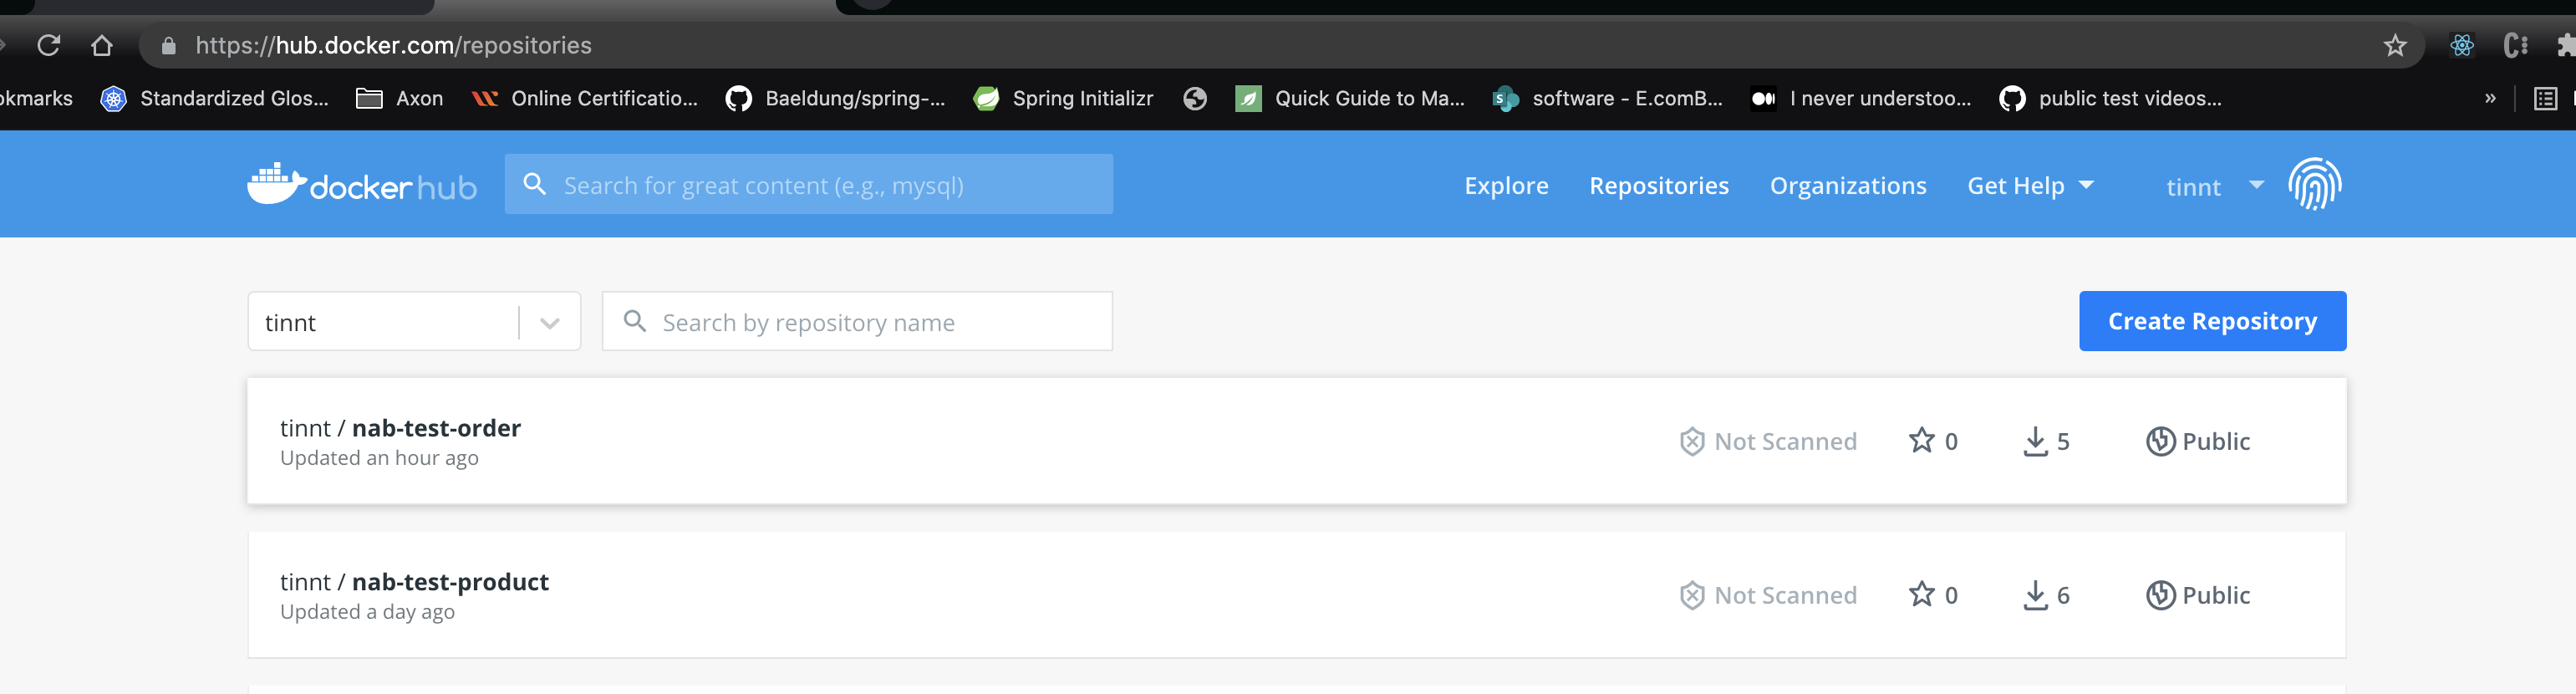 https://hub.docker.com/repositories
okmarks Standardized Glos... Axon Online Certificatio... Baeldung/spring-... Spring Initializr Quick Guide to Ma... software - E.comB... I never understoo... public test videos... »
docker hub Search for great content (e.g., mysql) Explore Repositories Organizations Get Help tinnt
tinnt Search by repository name Create Repository
tinnt / nab-test-order
Updated an hour ago
Not Scanned 0 5 Public
tinnt / nab-test-product
Updated a day ago
Not Scanned 0 6 Public